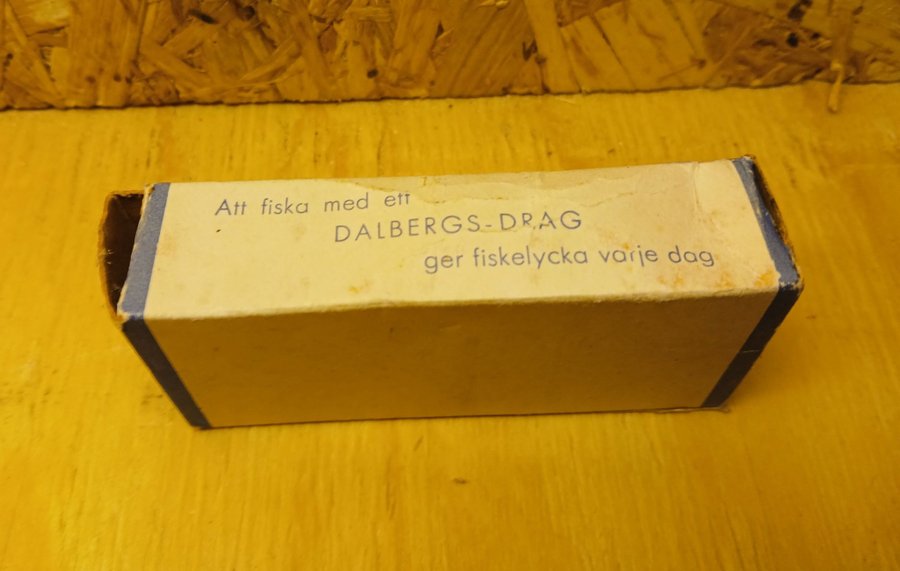 Att fiska med ett
DALBERGS-DRAG
ger fiskelycka varje dag